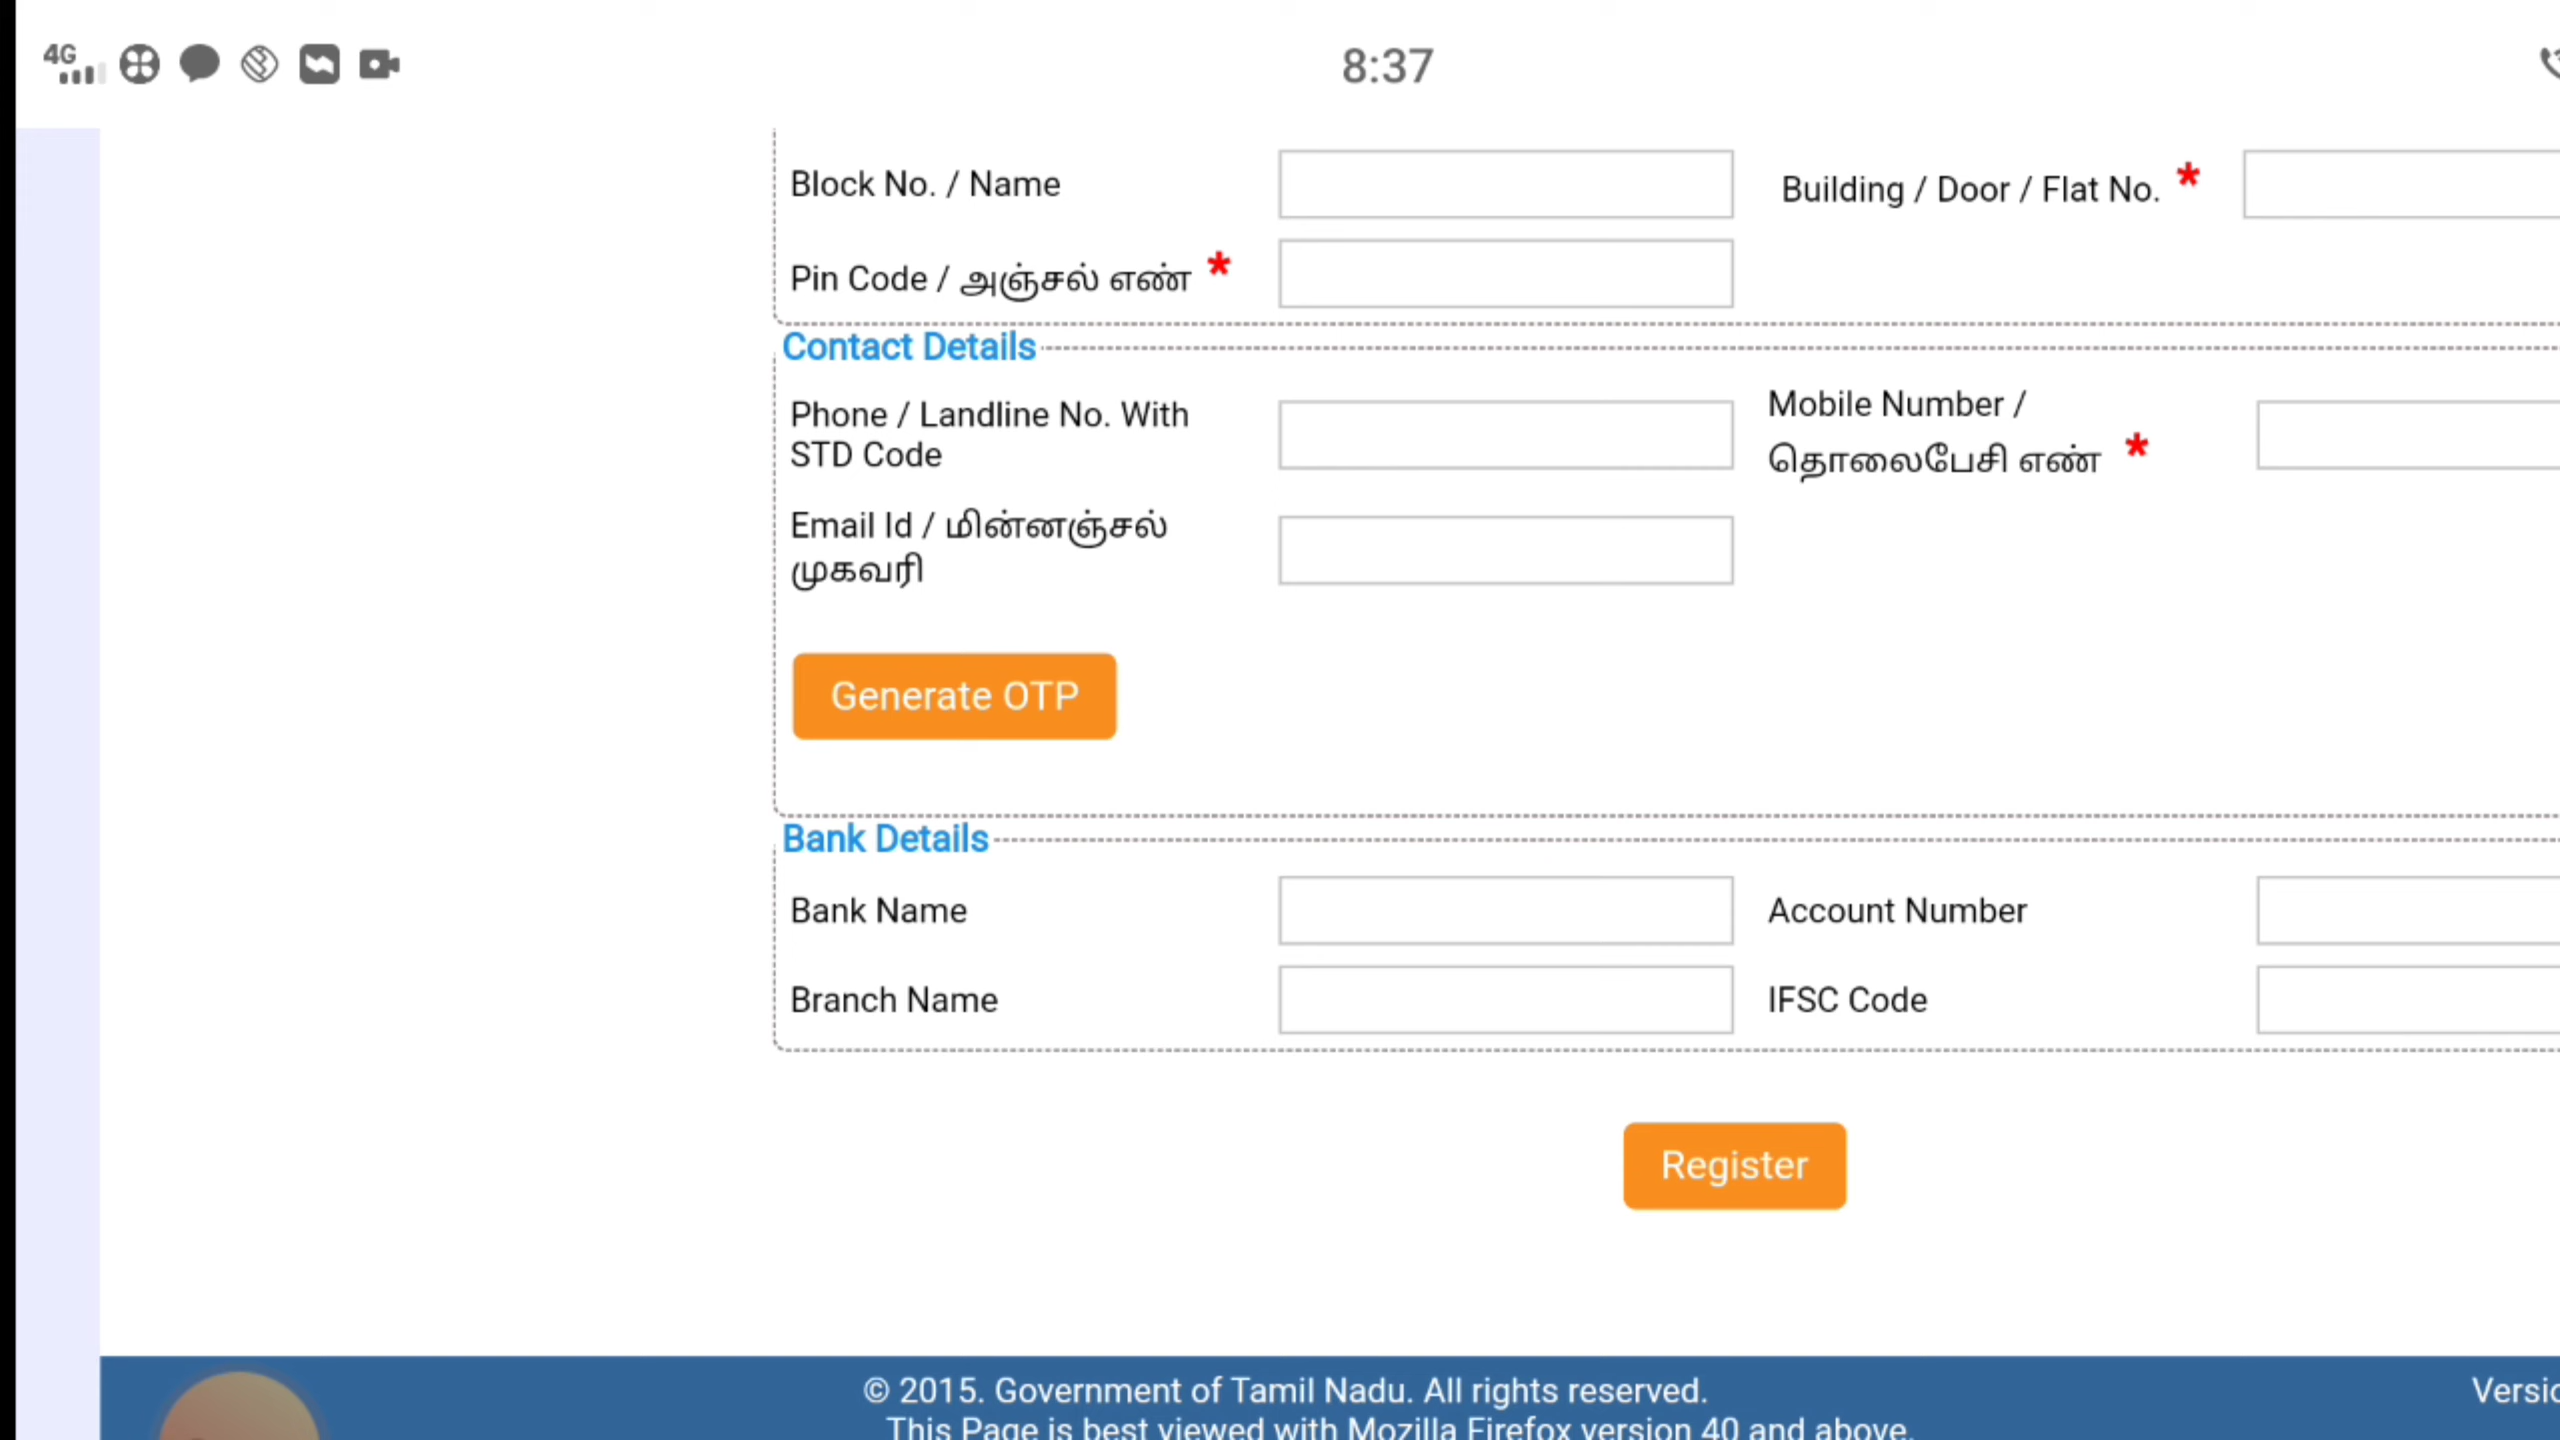 4G 8:37
Block No. / Name Building / Door / Flat No. *
Pin Code / அஞ்சல் எண் *
Contact Details
Phone / Landline No. With STD Code
Mobile Number / தொலைபேசி எண் *
Email Id / மின்னஞ்சல் முகவரி
Generate OTP
Bank Details
Bank Name Account Number
Branch Name IFSC Code
Register
© 2015. Government of Tamil Nadu. All rights reserved.
This Page is best viewed with Mozilla Firefox version 40 and above.